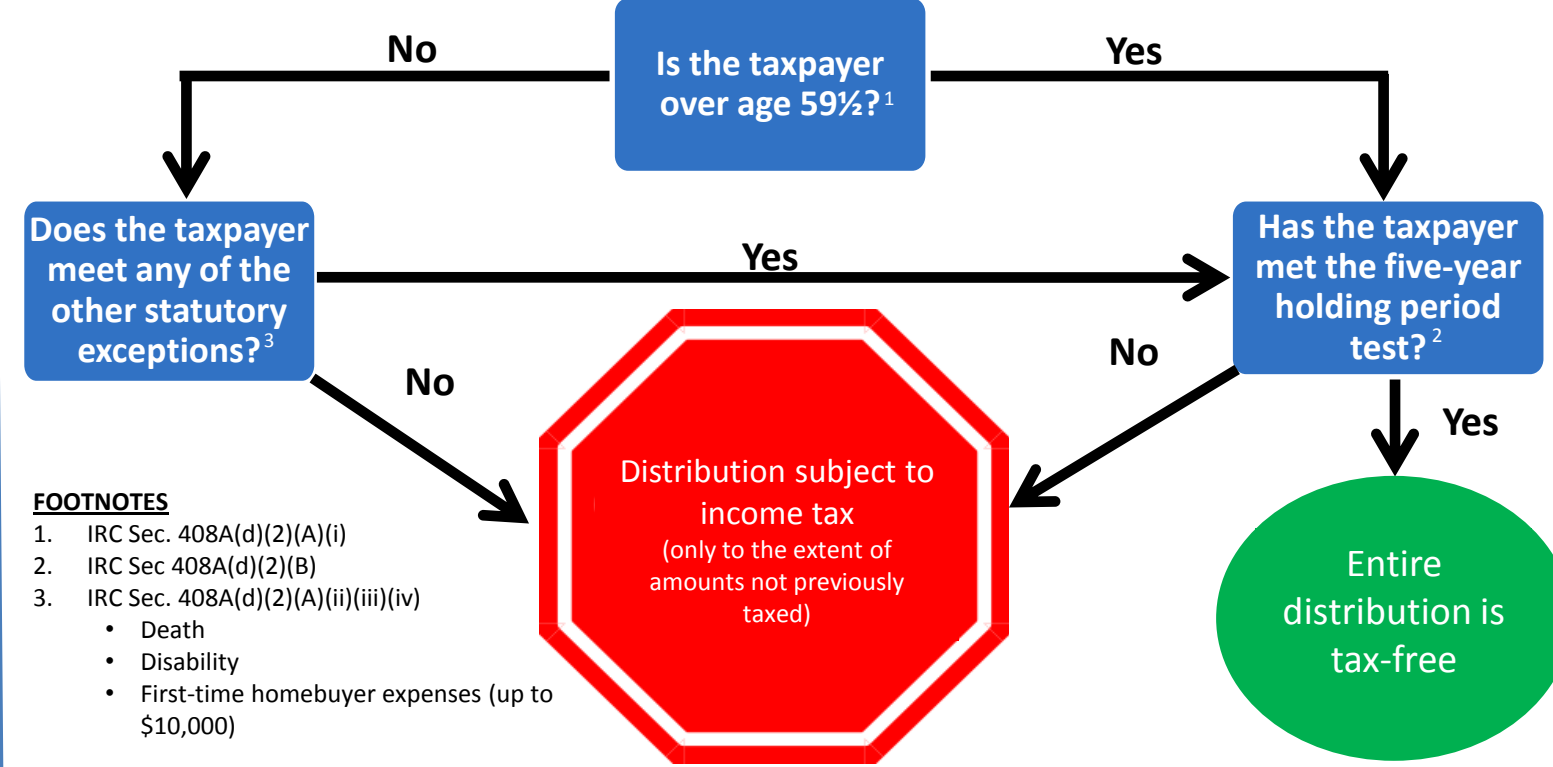 No
Is the taxpayer
over age 59½?1
Yes
Does the taxpayer
meet any of the
other statutory
exceptions?3
Yes
Has the taxpayer
met the five-year
holding period
test? 2
No
No
Yes
Distribution subject to
income tax
(only to the extent of
amounts not previously
taxed)
Entire
distribution is
tax-free
FOOTNOTES
1. IRC Sec. 408A(d)(2)(A)(i)
2. IRC Sec 408A(d)(2)(B)
3. IRC Sec. 408A(d)(2)(A)(ii)(iii)(iv)
• Death
• Disability
• First-time homebuyer expenses (up to
$10,000)